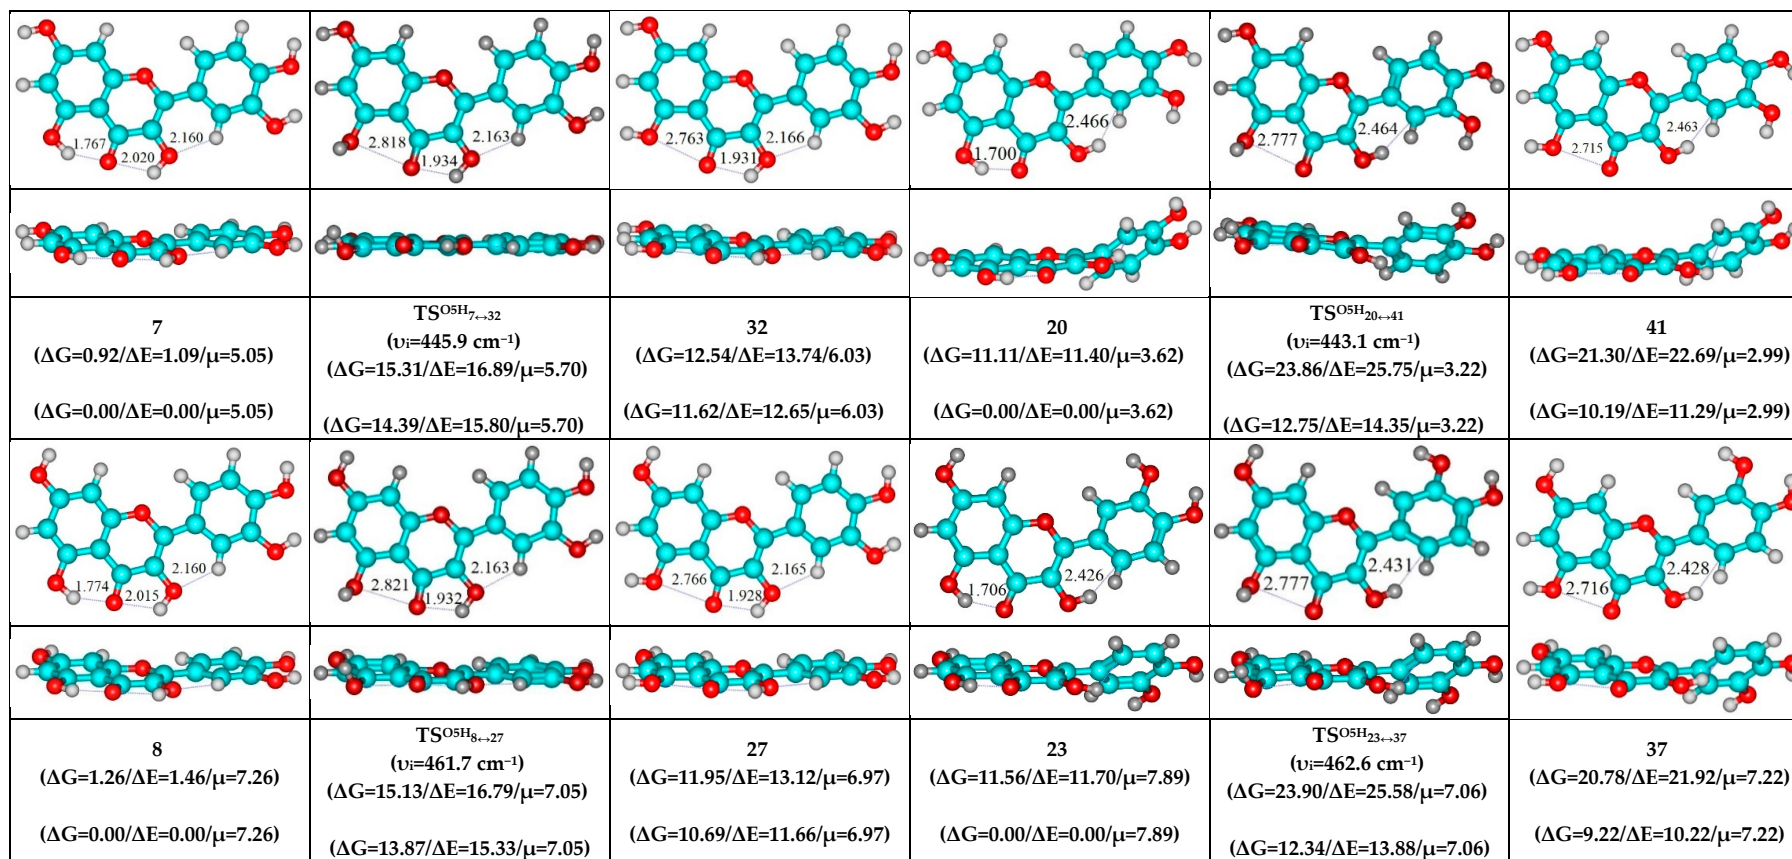 1.767
2.020
2.160
2.818
1.934
2.163
2.763
1.931
2.166
1.700
2.466
2.777
2.464
2.715
2.463
7
(ΔG=0.92/ΔE=1.09/μ=5.05)
(ΔG=0.00/ΔE=0.00/μ=5.05)
TS^O5H_7↔32
(υi=445.9 cm⁻¹)
(ΔG=15.31/ΔE=16.89/μ=5.70)
(ΔG=14.39/ΔE=15.80/μ=5.70)
32
(ΔG=12.54/ΔE=13.74/6.03)
(ΔG=11.62/ΔE=12.65/μ=6.03)
20
(ΔG=11.11/ΔE=11.40/μ=3.62)
(ΔG=0.00/ΔE=0.00/μ=3.62)
TS^O5H_20↔41
(υi=443.1 cm⁻¹)
(ΔG=23.86/ΔE=25.75/μ=3.22)
(ΔG=12.75/ΔE=14.35/μ=3.22)
41
(ΔG=21.30/ΔE=22.69/μ=2.99)
(ΔG=10.19/ΔE=11.29/μ=2.99)
1.774
2.015
2.160
2.821
1.932
2.163
2.766
1.928
2.165
1.706
2.426
2.777
2.431
2.716
2.428
8
(ΔG=1.26/ΔE=1.46/μ=7.26)
(ΔG=0.00/ΔE=0.00/μ=7.26)
TS^O5H_8↔27
(υi=461.7 cm⁻¹)
(ΔG=15.13/ΔE=16.79/μ=7.05)
(ΔG=13.87/ΔE=15.33/μ=7.05)
27
(ΔG=11.95/ΔE=13.12/μ=6.97)
(ΔG=10.69/ΔE=11.66/μ=6.97)
23
(ΔG=11.56/ΔE=11.70/μ=7.89)
(ΔG=0.00/ΔE=0.00/μ=7.89)
TS^O5H_23↔37
(υi=462.6 cm⁻¹)
(ΔG=23.90/ΔE=25.58/μ=7.06)
(ΔG=12.34/ΔE=13.88/μ=7.06)
37
(ΔG=20.78/ΔE=21.92/μ=7.22)
(ΔG=9.22/ΔE=10.22/μ=7.22)